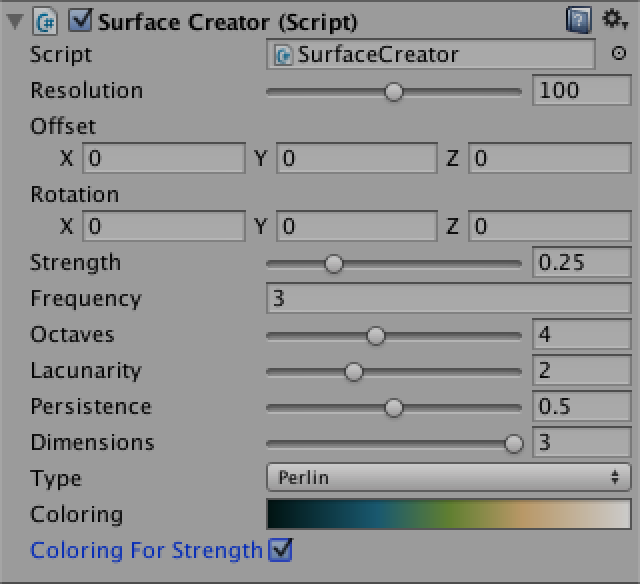 Surface Creator (Script)
Script SurfaceCreator
Resolution 100
Offset
X 0 Y 0 Z 0
Rotation
X 0 Y 0 Z 0
Strength 0.25
Frequency 3
Octaves 4
Lacunarity 2
Persistence 0.5
Dimensions 3
Type Perlin
Coloring
Coloring For Strength